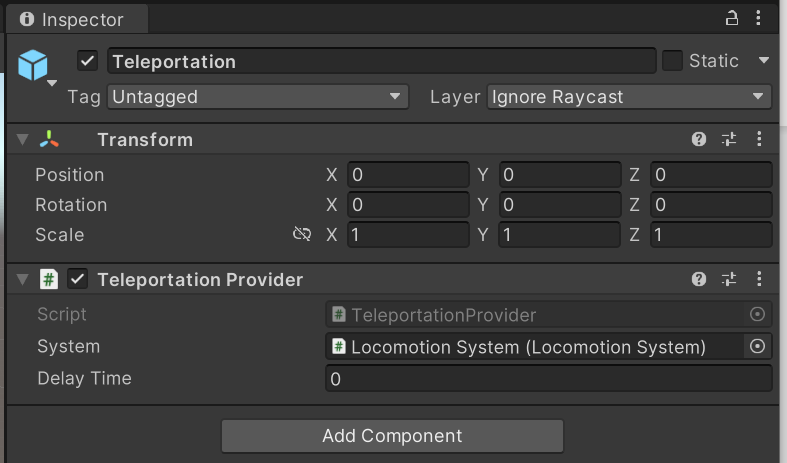 Inspector
Teleportation Static
Tag Untagged Layer Ignore Raycast
Transform
Position X 0 Y 0 Z 0
Rotation X 0 Y 0 Z 0
Scale X 1 Y 1 Z 1
# Teleportation Provider
Script # TeleportationProvider
System # Locomotion System (Locomotion System)
Delay Time 0
Add Component